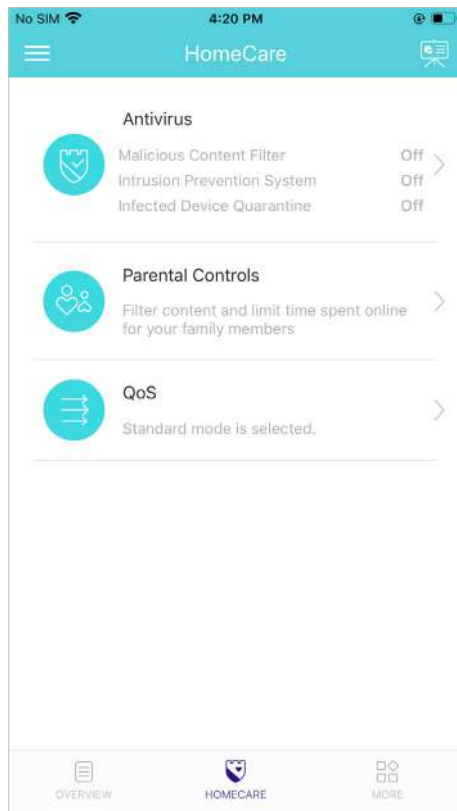 No SIM 4:20 PM
HomeCare
Antivirus
Malicious Content Filter Off
Intrusion Prevention System Off
Infected Device Quarantine Off
Parental Controls
Filter content and limit time spent online
for your family members
QoS
Standard mode is selected.
OVERVIEW HOMECARE MORE